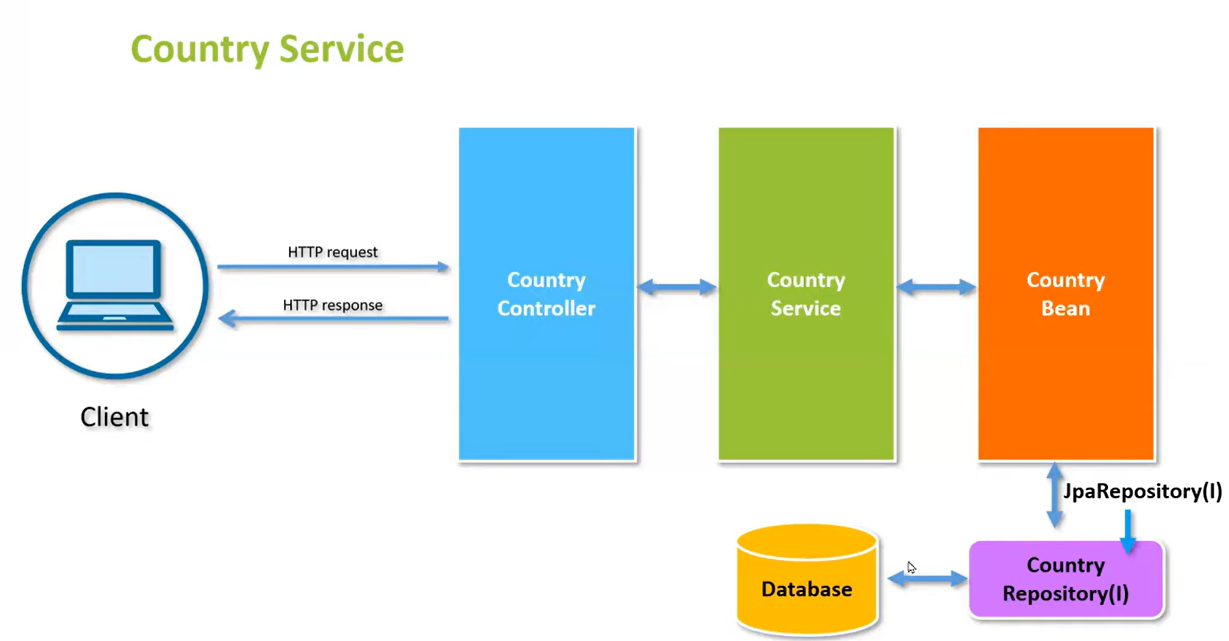 Country Service
HTTP request
HTTP response
Client
Country
Controller
Country
Service
Country
Bean
JpaRepository(I)
Country
Repository(I)
Database